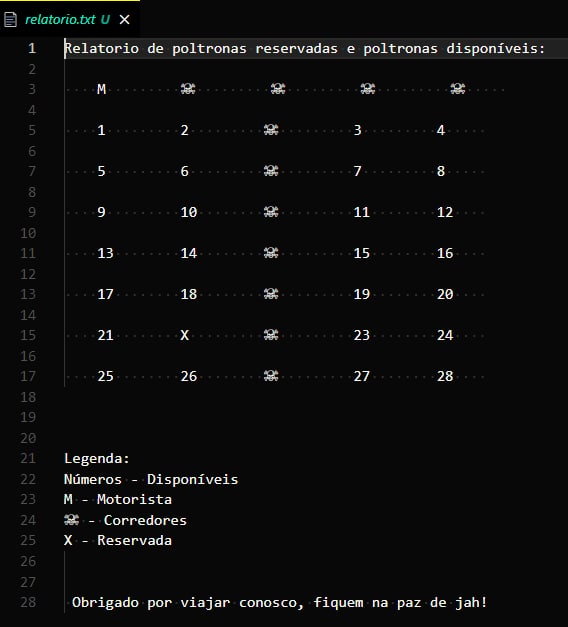 relatorio.txt U ×
1 Relatorio de poltronas reservadas e poltronas disponíveis:
2
3 M ☠ ☠ ☠ ☠
4
5 1 2 ☠ 3 4
6
7 5 6 ☠ 7 8
8
9 9 10 ☠ 11 12
10
11 13 14 ☠ 15 16
12
13 17 18 ☠ 19 20
14
15 21 X ☠ 23 24
16
17 25 26 ☠ 27 28
18
19
20
21 Legenda:
22 Números - Disponíveis
23 M - Motorista
24 ☠ - Corredores
25 X - Reservada
26
27
28 Obrigado por viajar conosco, fiquem na paz de jah!